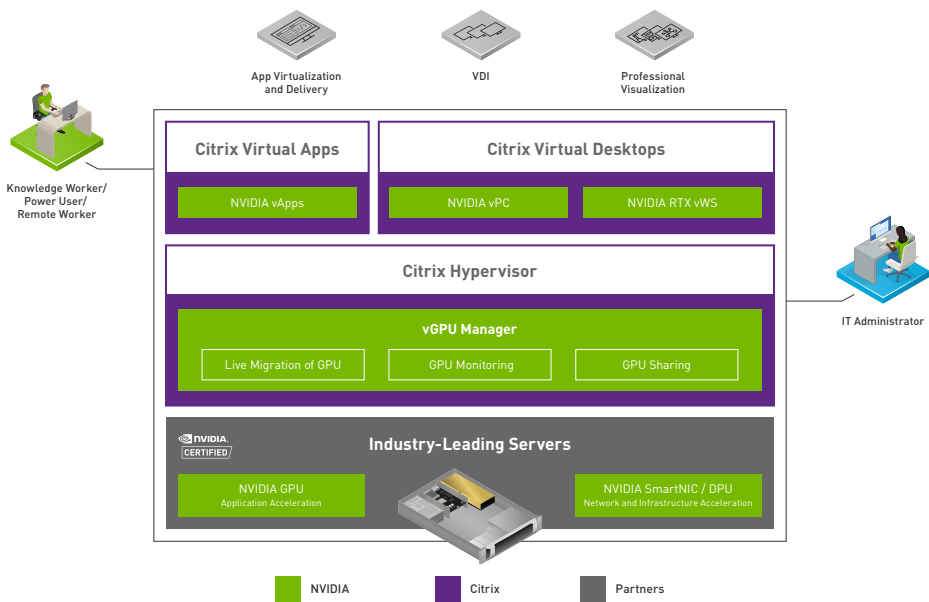 App Virtualization
and Delivery
VDI
Professional
Visualization
Knowledge Worker/
Power User/
Remote Worker
Citrix Virtual Apps
Citrix Virtual Desktops
NVIDIA vApps
NVIDIA vPC
NVIDIA RTX vWS
Citrix Hypervisor
IT Administrator
vGPU Manager
Live Migration of GPU
GPU Monitoring
GPU Sharing
NVIDIA.
CERTIFIED
Industry-Leading Servers
NVIDIA GPU
Application Acceleration
NVIDIA SmartNIC / DPU
Network and Infrastructure Acceleration
NVIDIA
Citrix
Partners